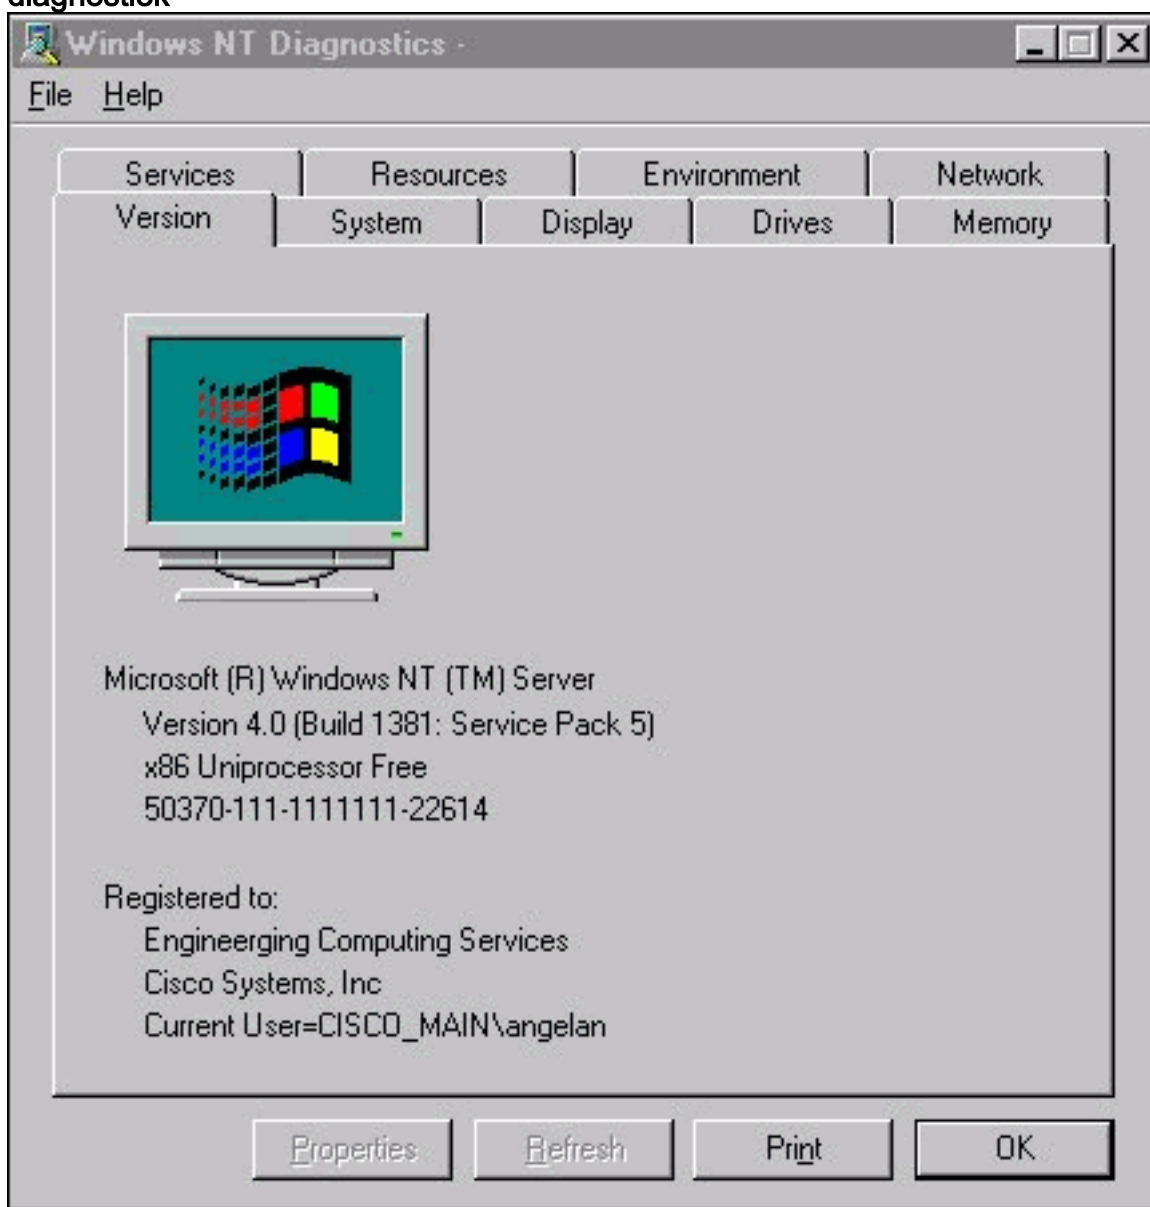 diagnostick
Windows NT Diagnostics -
File Help
Services Resources Environment Network
Version System Display Drives Memory
Microsoft (R) Windows NT (TM) Server
Version 4.0 (Build 1381: Service Pack 5)
x86 Uniprocessor Free
50370-111-1111111-22614
Registered to:
Engineerging Computing Services
Cisco Systems, Inc
Current User=CISCO_MAIN\angelan
Properties Refresh Print OK